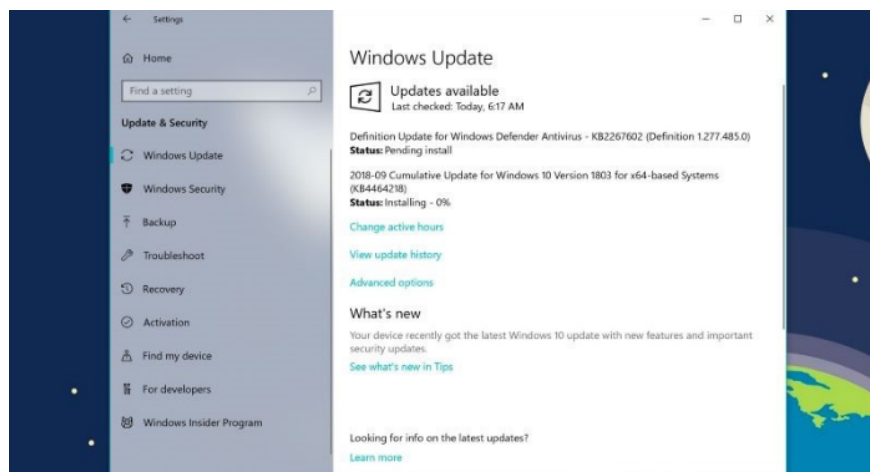 Settings
Home
Find a setting
Update & Security
Windows Update
Windows Security
Backup
Troubleshoot
Recovery
Activation
Find my device
For developers
Windows Insider Program
Windows Update
Updates available
Last checked: Today, 6:17 AM
Definition Update for Windows Defender Antivirus - KB2267602 (Definition 1.277.485.0)
Status: Pending install
2018-09 Cumulative Update for Windows 10 Version 1803 for x64-based Systems
(KB4464218)
Status: Installing - 0%
Change active hours
View update history
Advanced options
What's new
Your device recently got the latest Windows 10 update with new features and important
security updates.
See what's new in Tips
Looking for info on the latest updates?
Learn more